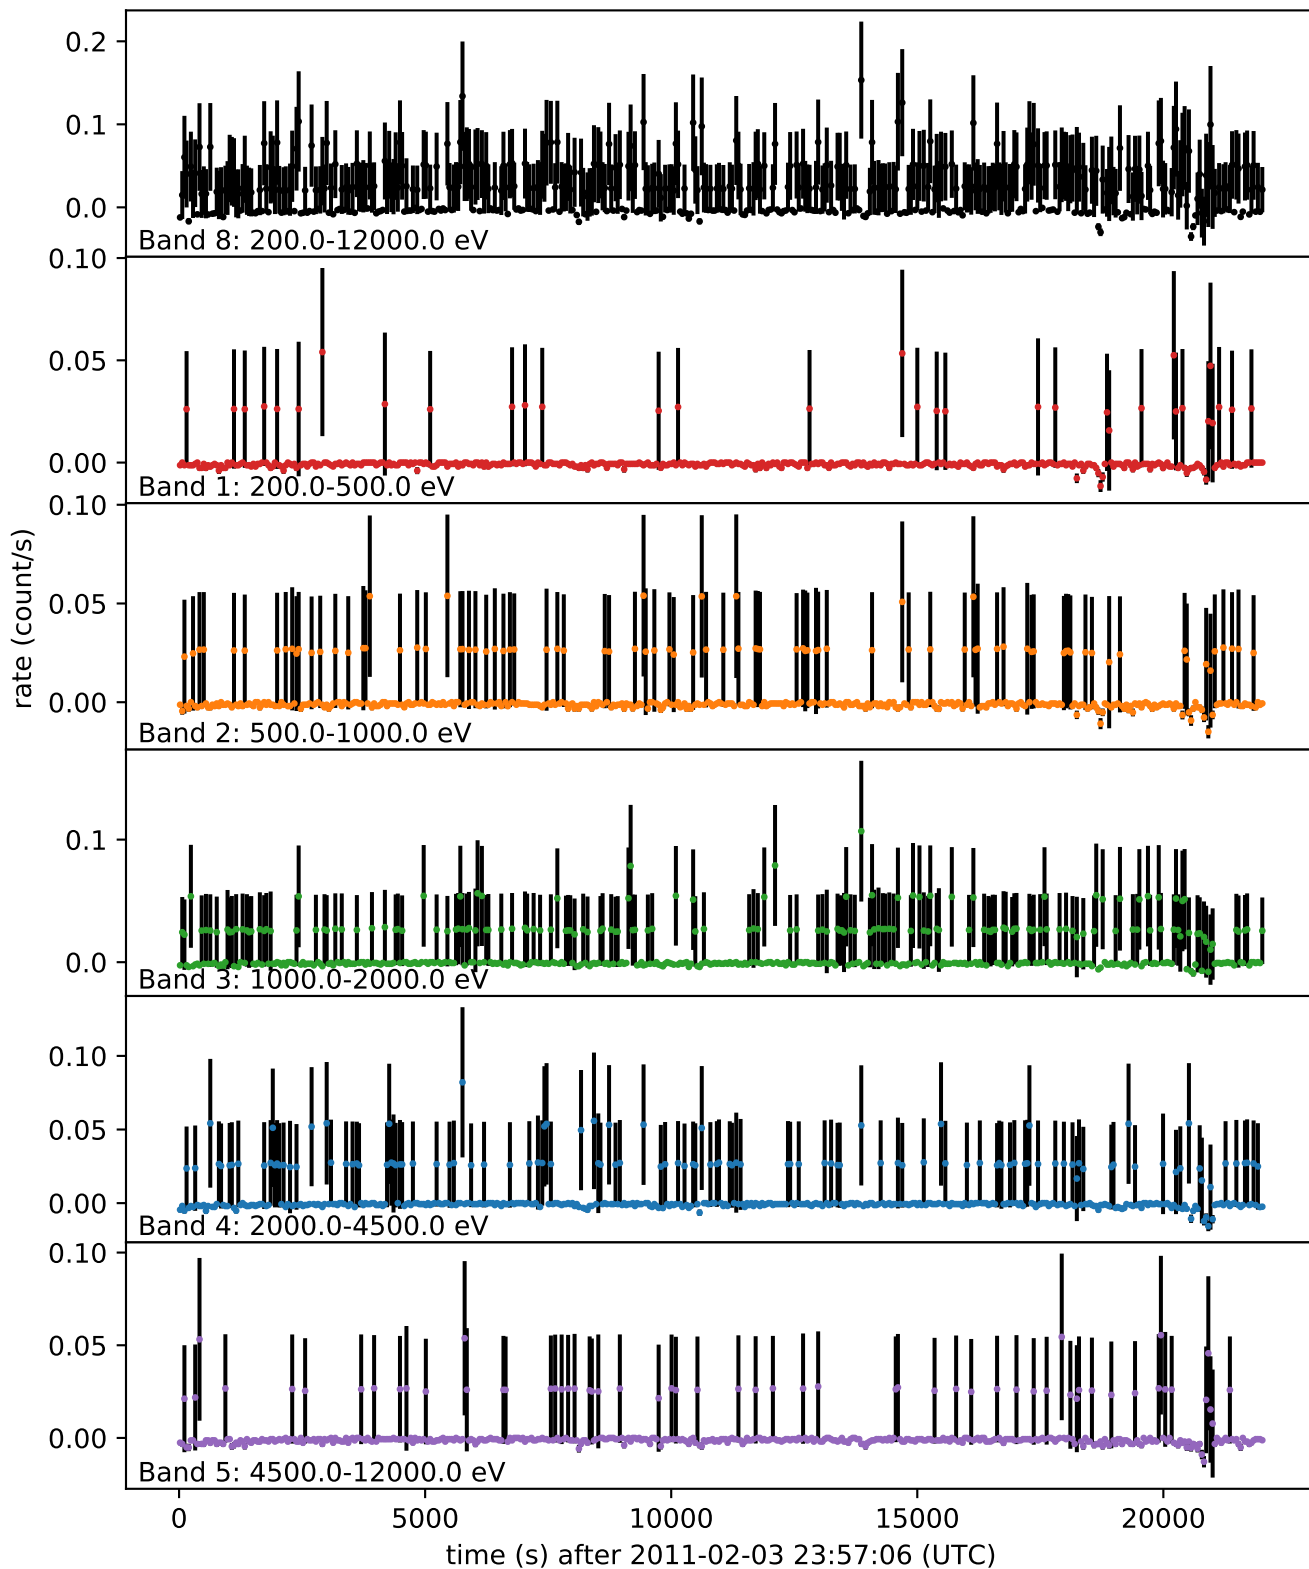 0.2
0.1
0.0
Band 8: 200.0-12000.0 eV
0.10
0.05
0.00
Band 1: 200.0-500.0 eV
0.10
0.05
0.00
Band 2: 500.0-1000.0 eV
rate (count/s)
0.1
0.0
Band 3: 1000.0-2000.0 eV
0.10
0.05
0.00
Band 4: 2000.0-4500.0 eV
0.10
0.05
0.00
Band 5: 4500.0-12000.0 eV
0 5000 10000 15000 20000
time (s) after 2011-02-03 23:57:06 (UTC)